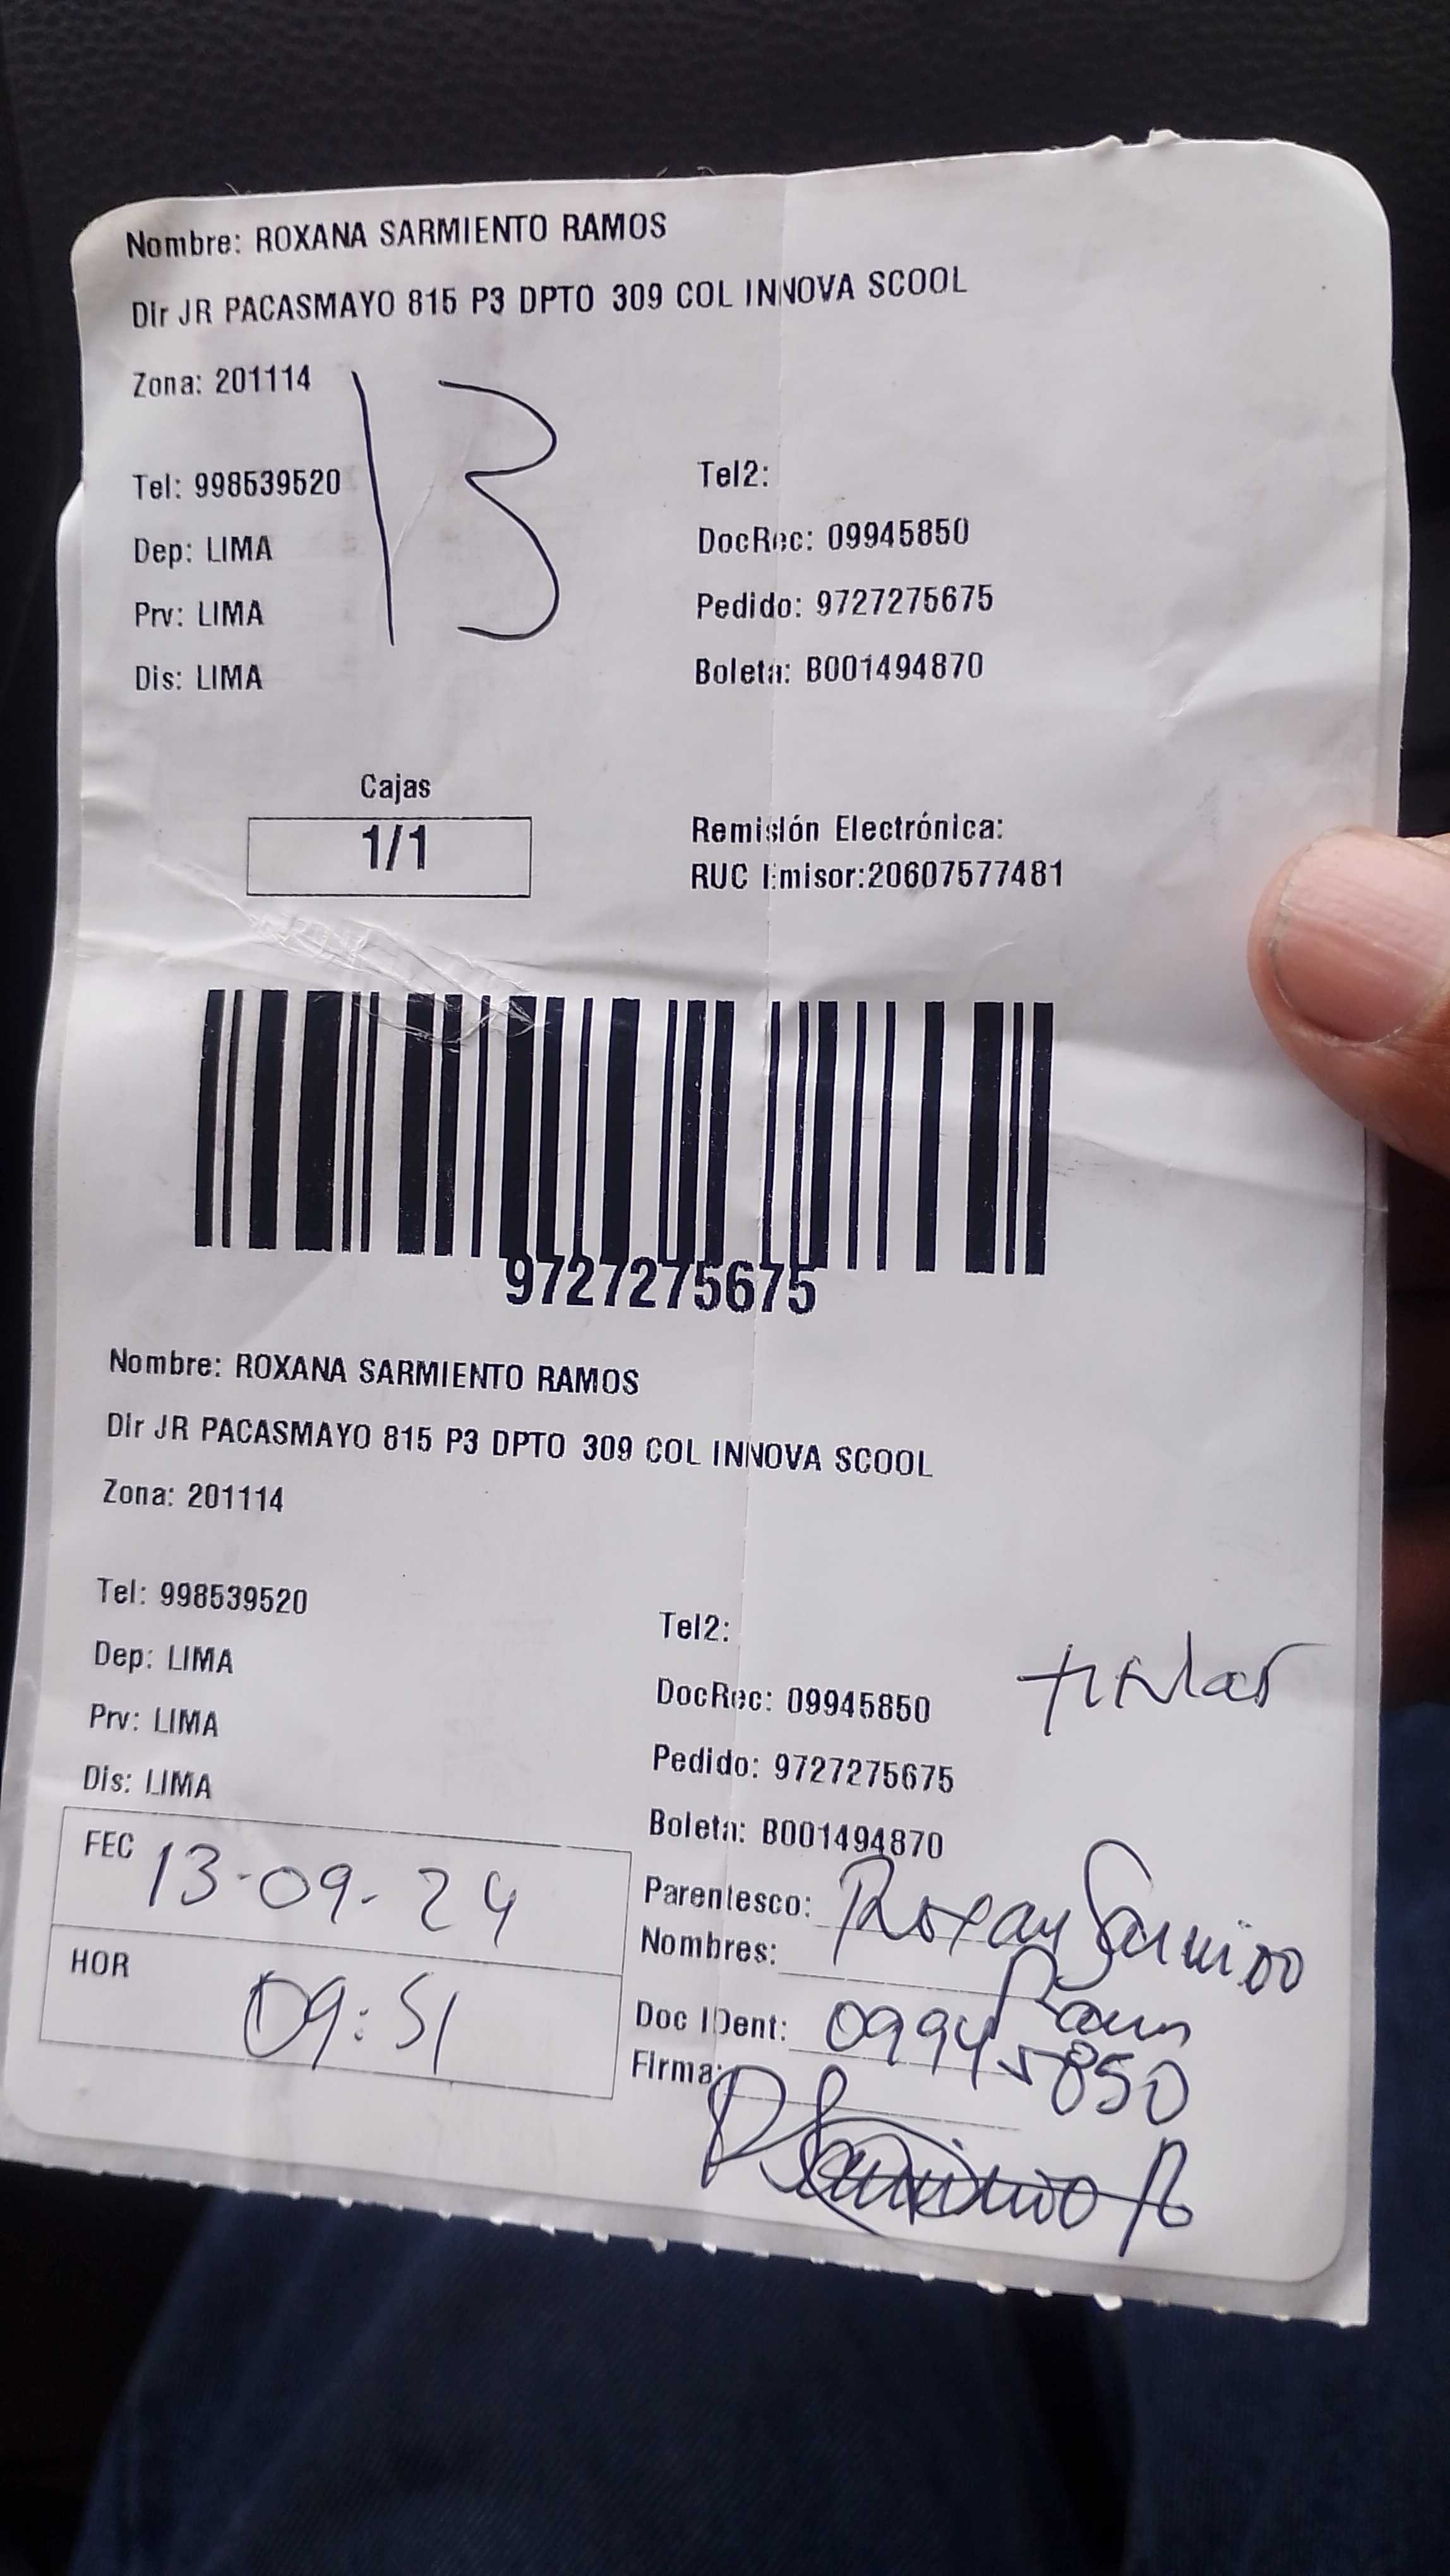 Nombre: ROXANA SARMIENTO RAMOS
Dir JR PACASMAYO 815 P3 DPTO 309 COL INNOVA SCOOL
Zona: 201114
13
Tel: 998539520
Tel2:
Dep: LIMA
DocRec: 09945850
Prv: LIMA
Pedido: 9727275675
Dis: LIMA
Boleta: B001494870
Cajas
1/1
Remisión Electrónica:
RUC Emisor:20607577481
9727275675
Nombre: ROXANA SARMIENTO RAMOS
Dir JR PACASMAYO 815 P3 DPTO 309 COL INNOVA SCOOL
Zona: 201114
Tel: 998539520
Tel2:
Dep: LIMA
DocRec: 09945850
titular
Prv: LIMA
Pedido: 9727275675
Dis: LIMA
Boleta: B001494870
FEC 13-09-24
Parentesco:
Nombres:
HOR 09:51
Doc IDent: 09945850
Firma: